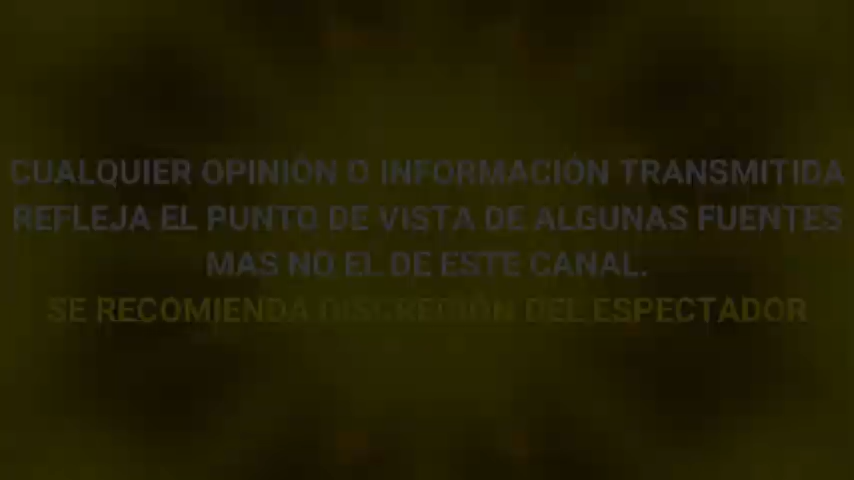 CUALQUIER OPINIÓN O INFORMACIÓN TRANSMITIDA
REFLEJA EL PUNTO DE VISTA DE ALGUNAS FUENTES
MAS NO EL DE ESTE CANAL.
SE RECOMIENDA DISCRECIÓN DEL ESPECTADOR